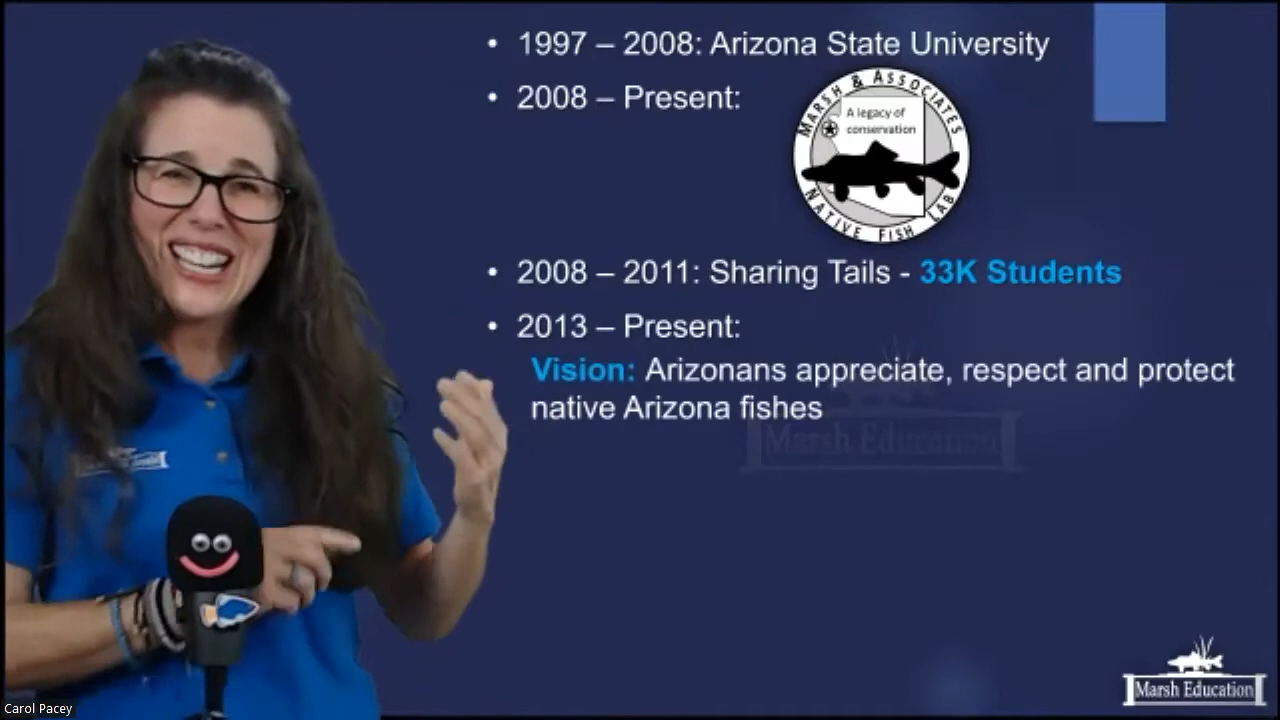 • 1997 – 2008: Arizona State University
• 2008 – Present:
MARSH & ASSOCIATES
A legacy of
conservation
NATIVE FISH LAB
• 2008 – 2011: Sharing Tails - 33K Students
• 2013 – Present:
Vision: Arizonans appreciate, respect and protect
native Arizona fishes
Marsh Education
Carol Pacey
Marsh Education